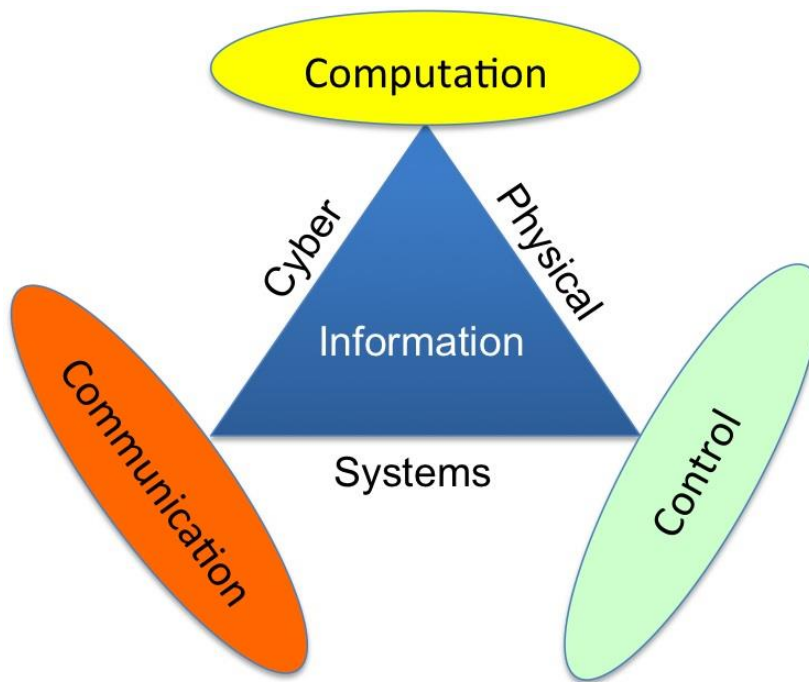 Computation
Cyber
Physical
Information
Communication
Systems
Control